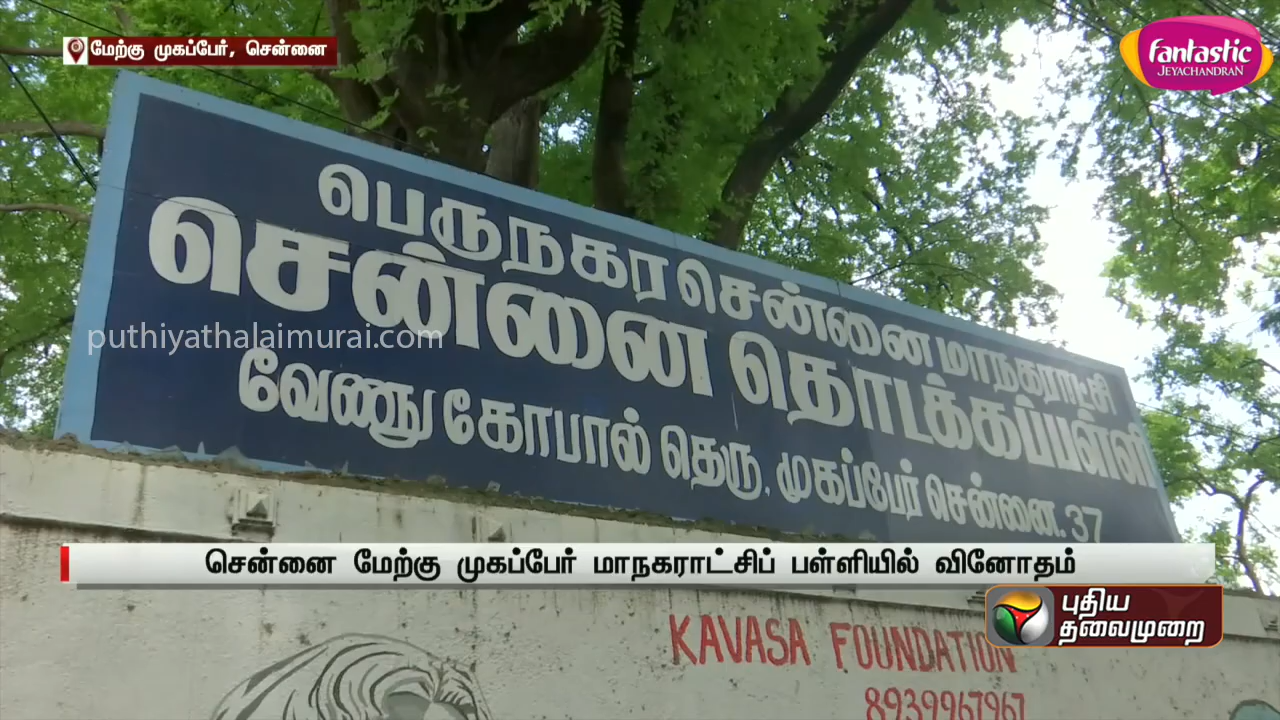 மேற்கு முகப்பேர், சென்னை
fantastic
JEYACHANDRAN
பெருநகர சென்னை மாநகராட்சி
சென்னை தொடக்கப்பள்ளி
puthiyathalaimurai.com
வேணு கோபால் தெரு, முகப்பேர் சென்னை. 37
சென்னை மேற்கு முகப்பேர் மாநகராட்சிப் பள்ளியில் வினோதம்
புதிய
தலைமுறை
KAVASA FOUNDATION
8939967967